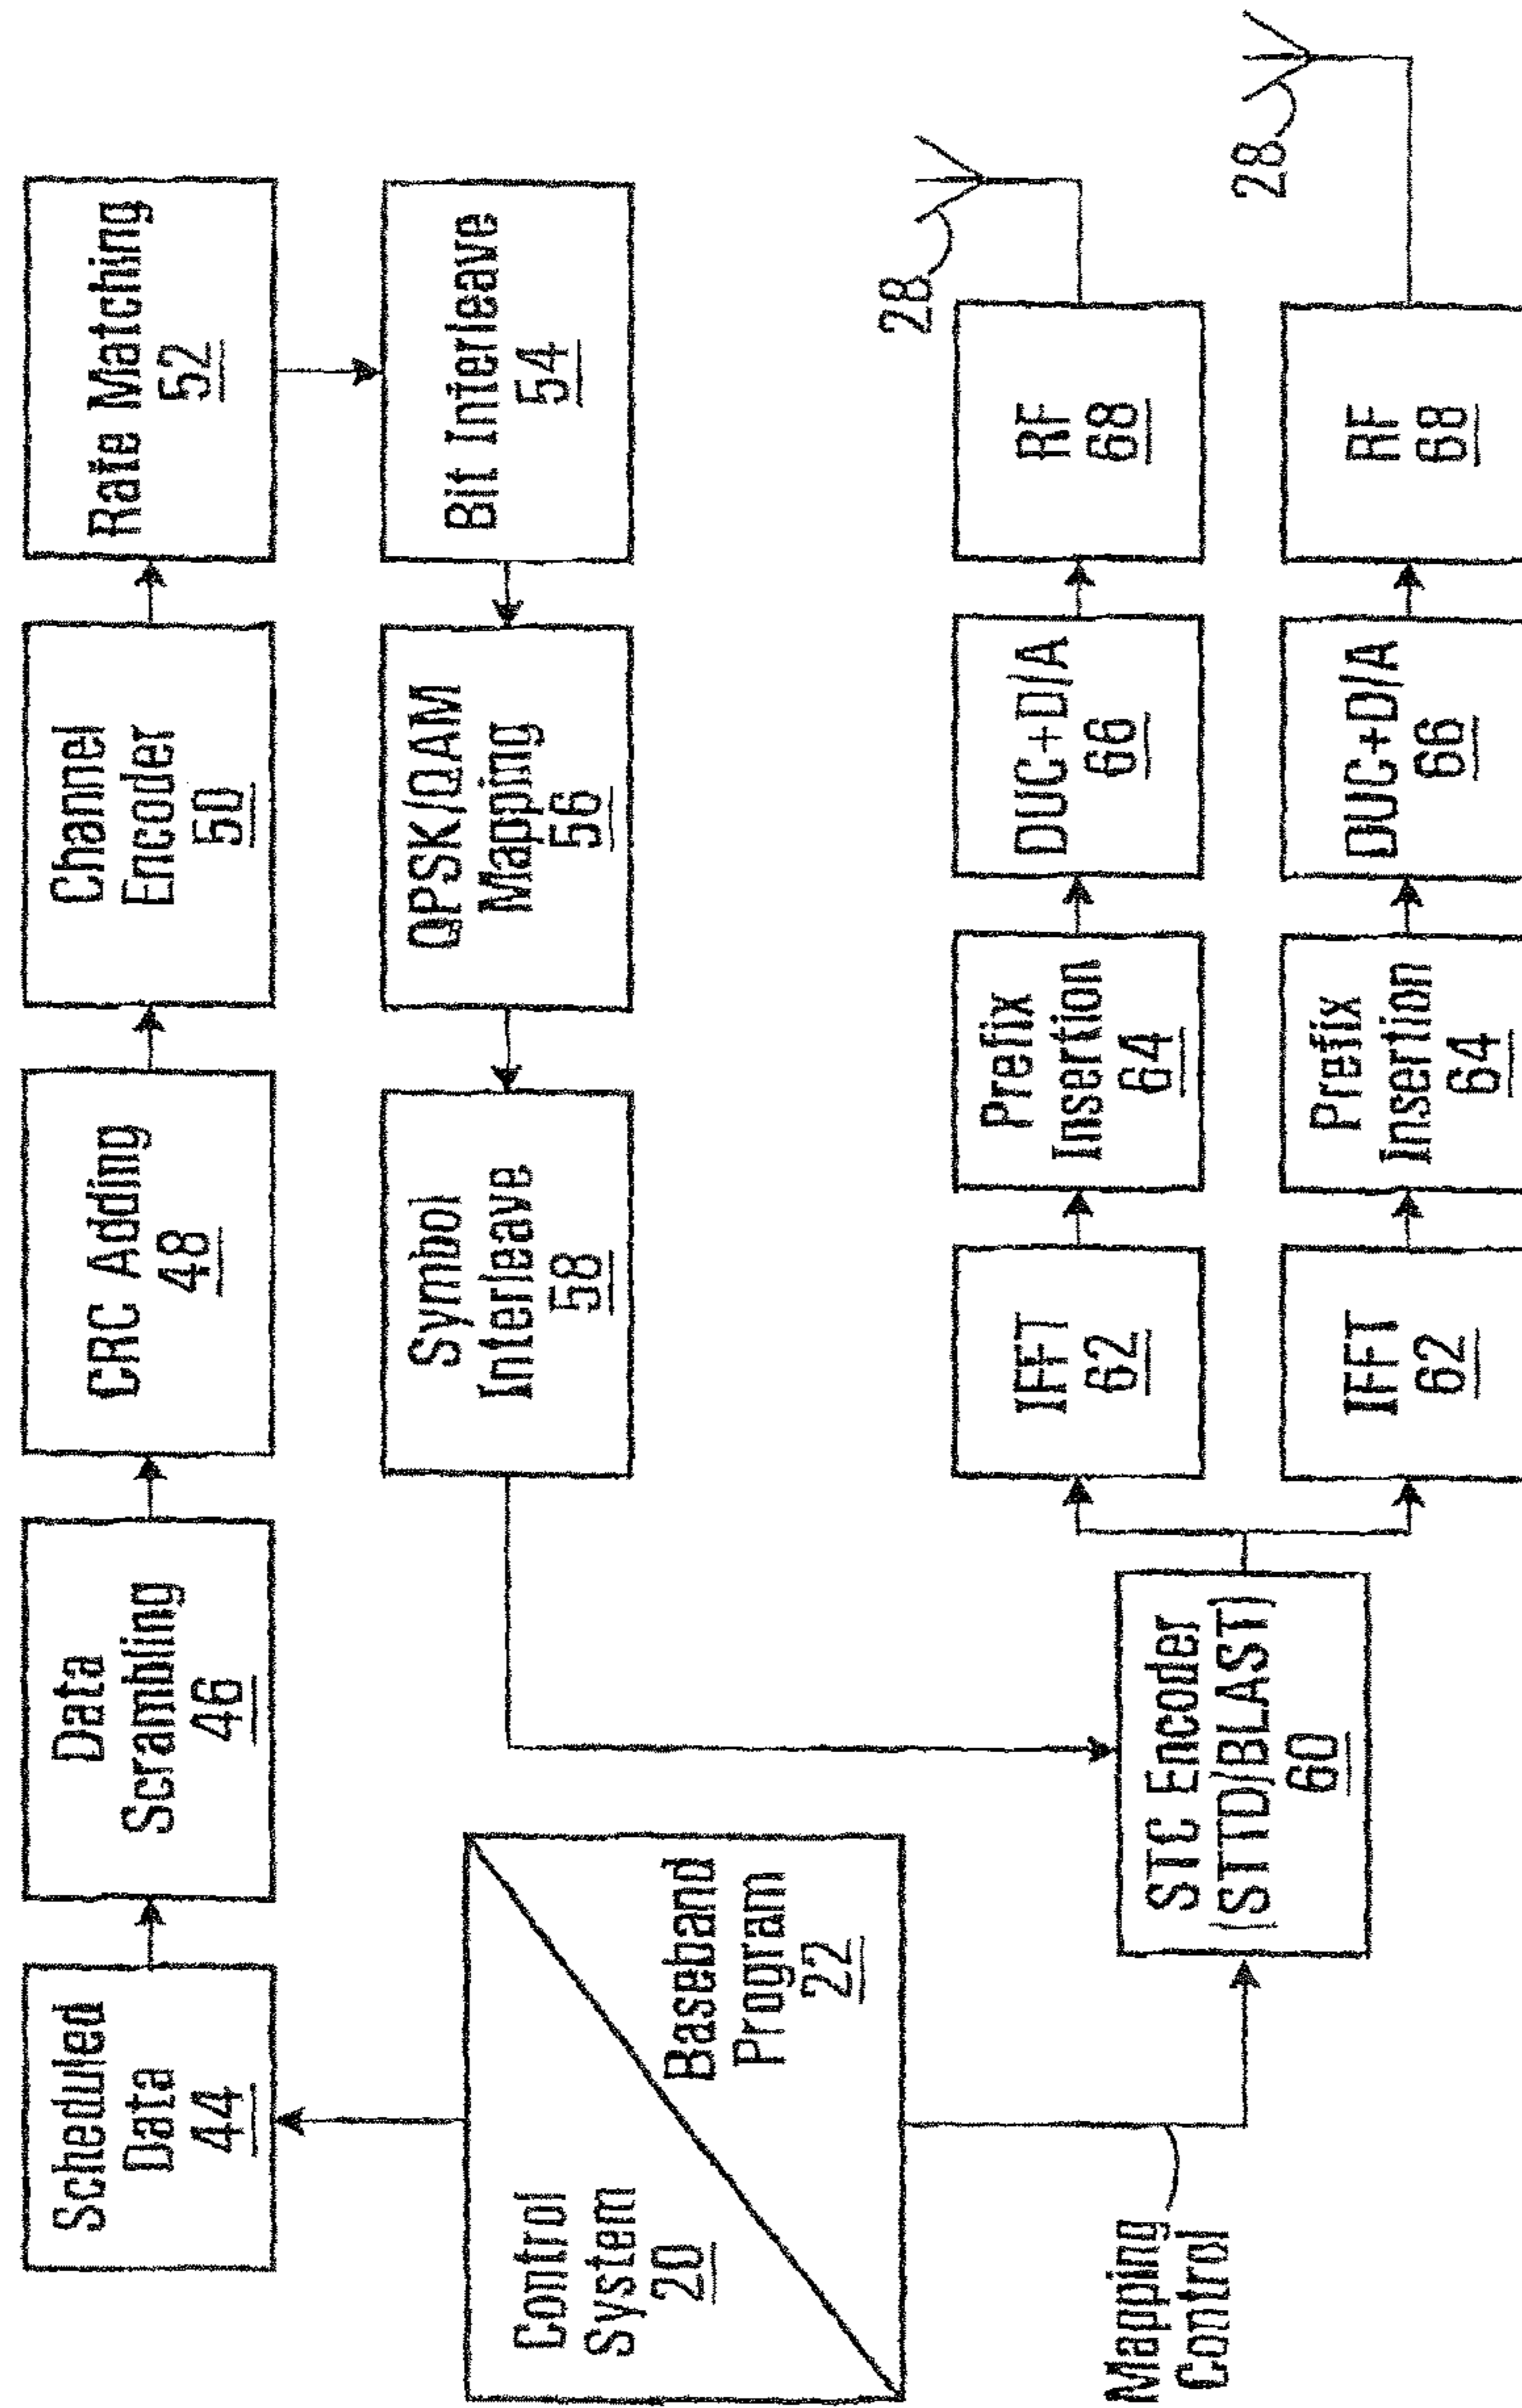 Scheduled
Data
44
Data
Scrambling
46
CRC Adding
48
Channel
Encoder
50
Rate Matching
52
Bit Interleave
54
QPSK/QAM
Mapping
56
Symbol
Interleave
58
Control
System
20
Baseband
Program
22
Mapping
Control
STC Encoder
(STTD/BLAST)
60
IFFT
62
Prefix
Insertion
64
DUC+D/A
66
RF
68
28
IFFT
62
Prefix
Insertion
64
DUC+D/A
66
RF
68
28